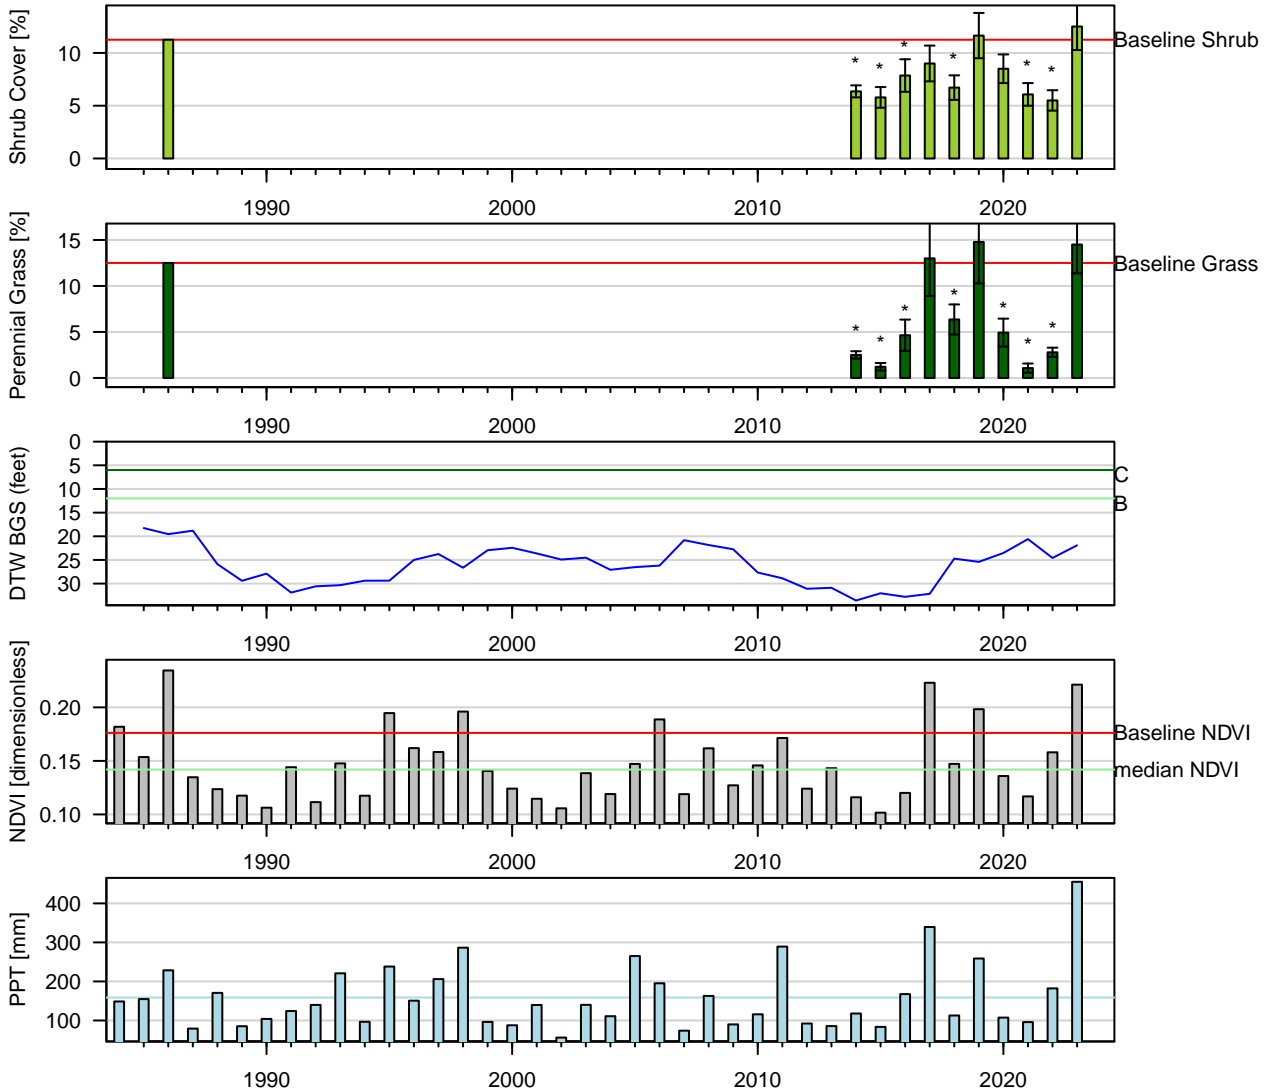 Shrub Cover [%]
10
5
0
* * * * * *
Baseline Shrub
1990 2000 2010 2020
Perennial Grass [%]
15
10
5
0
* * * * * * *
Baseline Grass
1990 2000 2010 2020
DTW BGS (feet)
0
5
10
15
20
25
30
C
B
1990 2000 2010 2020
NDVI [dimensionless]
0.20
0.15
0.10
Baseline NDVI
median NDVI
1990 2000 2010 2020
PPT [mm]
400
300
200
100
1990 2000 2010 2020